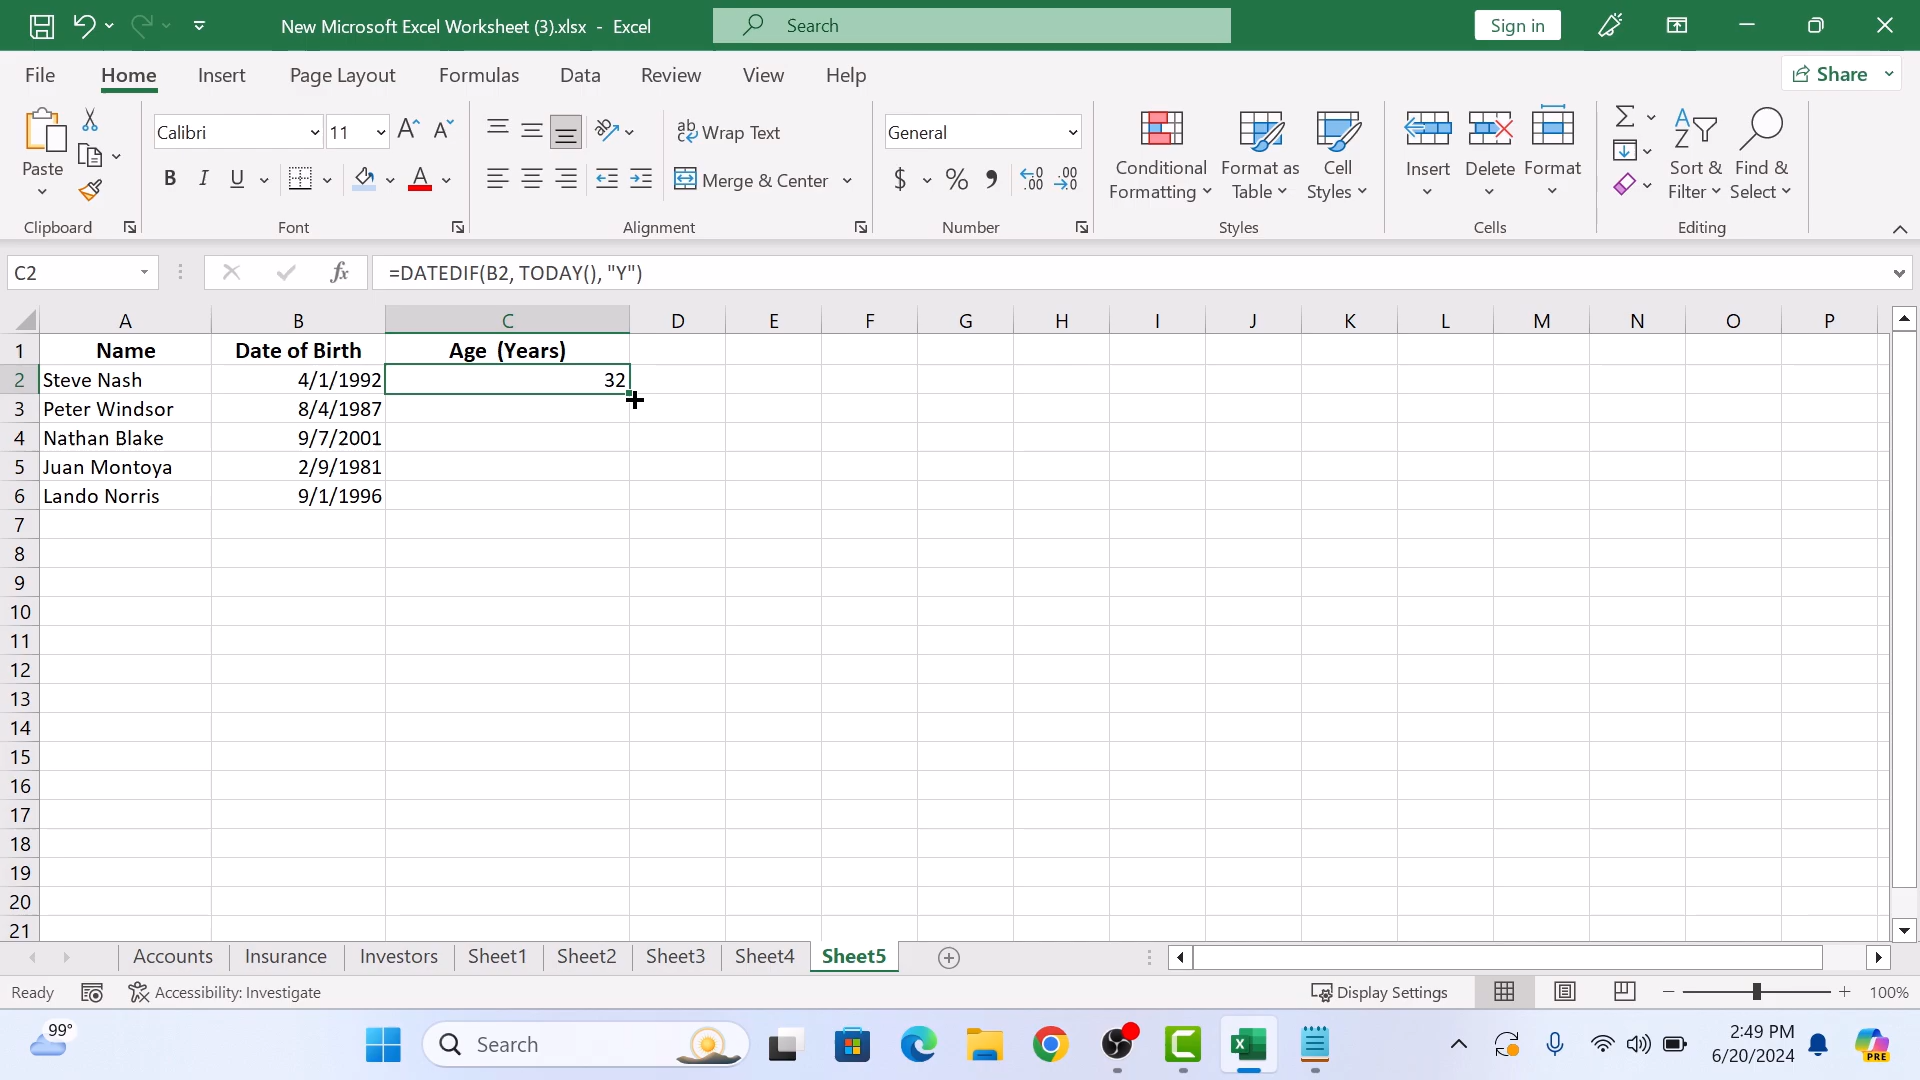 New Microsoft Excel Worksheet (3).xlsx - Excel
Search
Sign in
File Home Insert Page Layout Formulas Data Review View Help
Share
Paste
Calibri
11
B I U
A
ab Wrap Text
Merge & Center
General
$ % , .00 .00
Conditional Formatting
Format as Table
Cell Styles
Insert
Delete
Format
Sort & Filter
Find & Select
Clipboard Font Alignment Number Styles Cells Editing
C2
fx
=DATEDIF(B2, TODAY(), "Y")
A B C D E F G H I J K L M N O P
1 Name Date of Birth Age (Years)
2 Steve Nash 4/1/1992 32
3 Peter Windsor 8/4/1987
4 Nathan Blake 9/7/2001
5 Juan Montoya 2/9/1981
6 Lando Norris 9/1/1996
7
8
9
10
11
12
13
14
15
16
17
18
19
20
21
Accounts Insurance Investors Sheet1 Sheet2 Sheet3 Sheet4 Sheet5
Ready Accessibility: Investigate Display Settings 100%
99°
Search
2:49 PM
6/20/2024
PRE